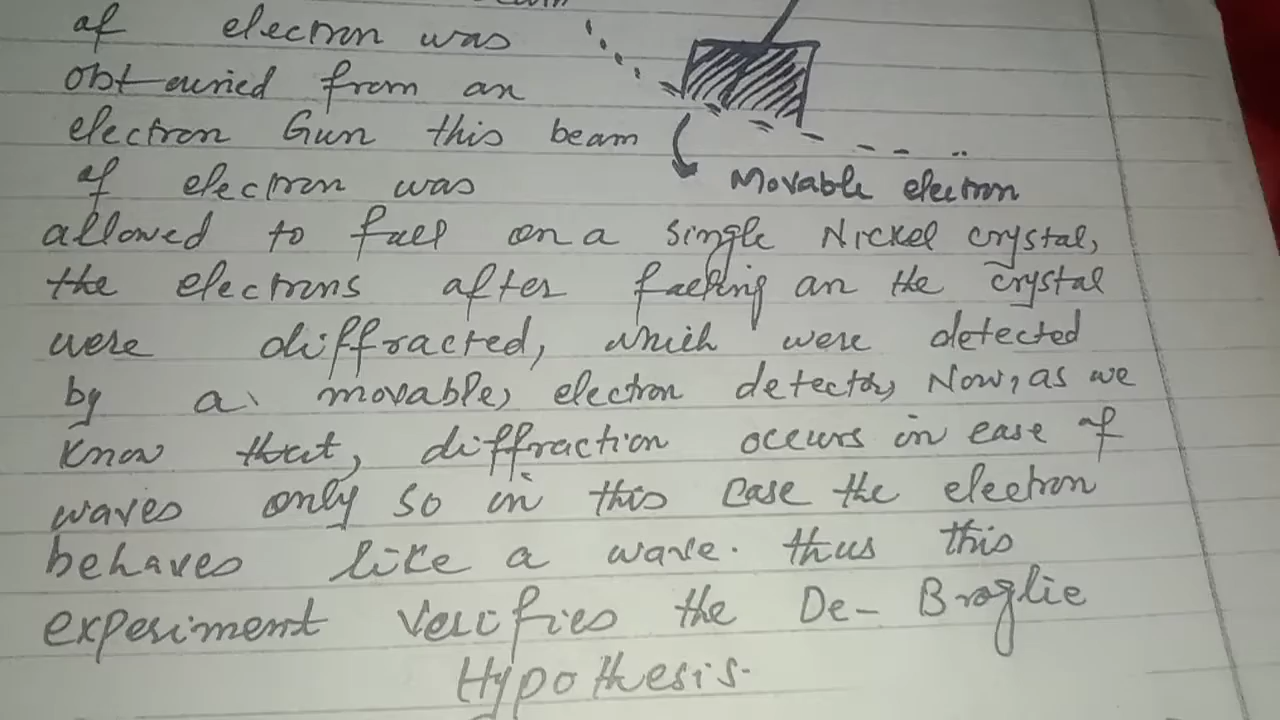 of electron was
obtained from an
electron Gun this beam
of electron was
Movable electron
allowed to fall on a single Nickel crystal,
the electrons after falling an the crystal
were diffracted, which were detected
by a movable, electron detector, Now, as we
know that, diffraction occurs in case of
waves only so in this case the electron
behaves like a wave. thus this
experiment verifies the De- Broglie
Hypothesis.